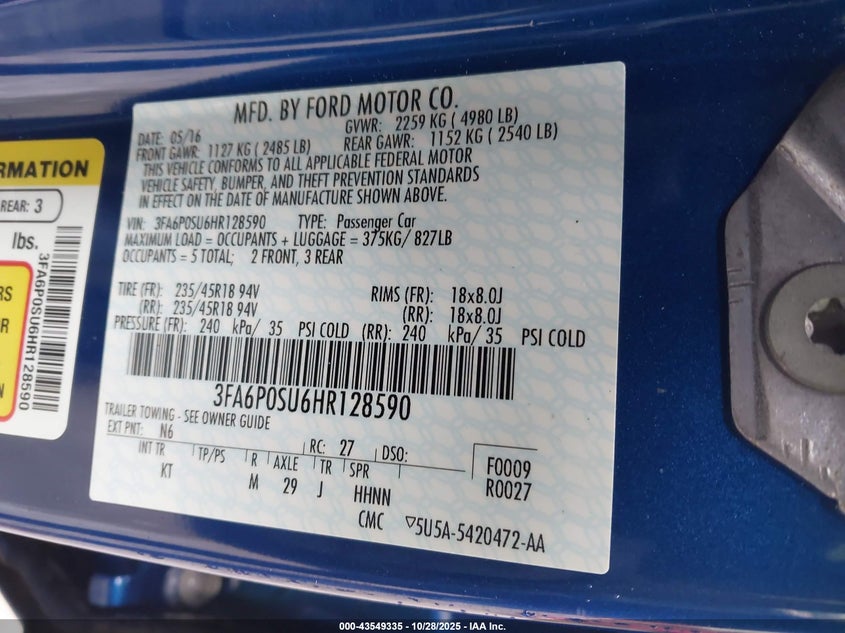 MFD. BY FORD MOTOR CO.
DATE: 05/16 GVWR: 2259 KG ( 4980 LB)
FRONT GAWR: 1127 KG ( 2485 LB) REAR GAWR: 1152 KG ( 2540 LB)
THIS VEHICLE CONFORMS TO ALL APPLICABLE FEDERAL MOTOR
VEHICLE SAFETY, BUMPER, AND THEFT PREVENTION STANDARDS
IN EFFECT ON THE DATE OF MANUFACTURE SHOWN ABOVE.
VIN: 3FA6P0SU6HR128590 TYPE: Passenger Car
MAXIMUM LOAD = OCCUPANTS + LUGGAGE = 375KG/ 827LB
OCCUPANTS = 5 TOTAL; 2 FRONT, 3 REAR
TIRE (FR): 235/45R18 94V RIMS (FR): 18x8.0J
(RR): 235/45R18 94V (RR): 18x8.0J
PRESSURE (FR): 240 kPa/ 35 PSI COLD (RR): 240 kPa/ 35 PSI COLD
3FA6P0SU6HR128590
TRAILER TOWING - SEE OWNER GUIDE
EXT PNT: N6 RC: 27 DSO:
INT TR TP/PS R AXLE TR SPR F0009
KT M 29 J HHNN R0027
CMC ▽5U5A-5420472-AA
RMATION
REAR: 3
lbs.
RS
R
3FA6P0SU6HR128590
000-43549335 - 10/28/2025 - IAA Inc.